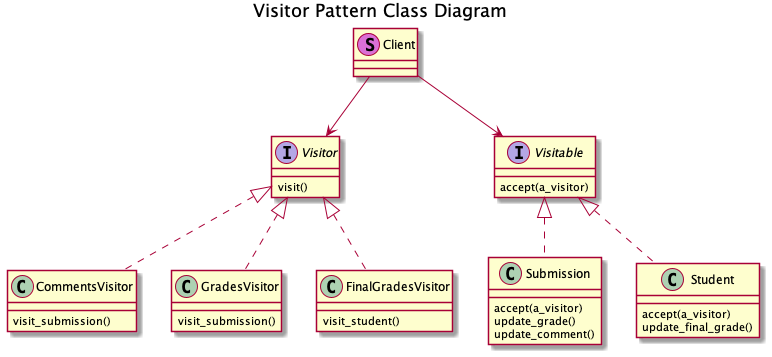 Visitor Pattern Class Diagram
S Client
I Visitor
visit()
I Visitable
accept(a_visitor)
C CommentsVisitor
visit_submission()
C GradesVisitor
visit_submission()
C FinalGradesVisitor
visit_student()
C Submission
accept(a_visitor)
update_grade()
update_comment()
C Student
accept(a_visitor)
update_final_grade()